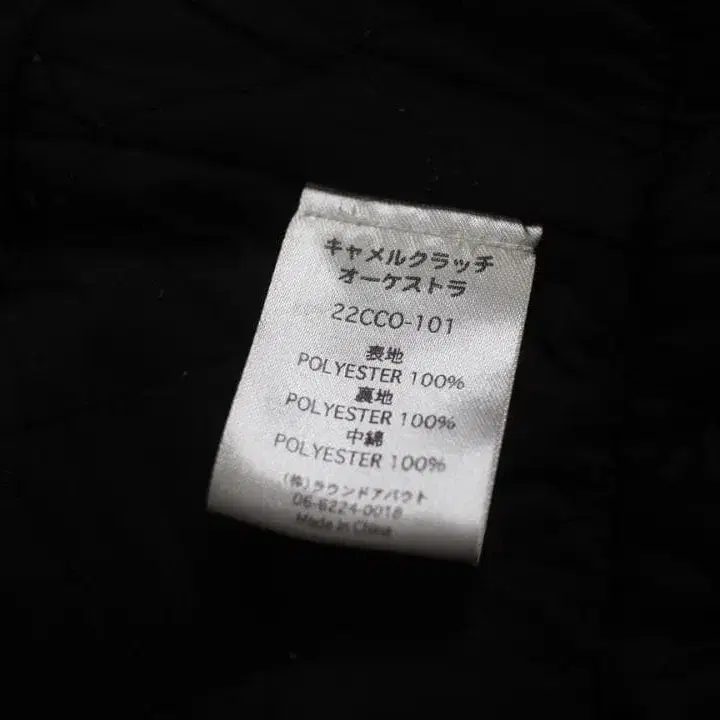 キャメルクラッチ
オーケストラ
22CCO-101
表地
POLYESTER 100%
裏地
POLYESTER 100%
中綿
POLYESTER 100%
(株)ラウンドアバウト
06-6224-0018
Made in China